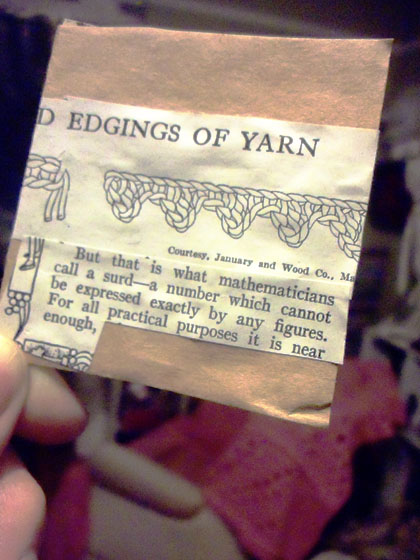 D EDGINGS OF YARN
Courtesy, January and Wood Co., Ma
But that is what mathematicians
call a surd—a number which cannot
be expressed exactly by any figures.
For all practical purposes it is near
enough,